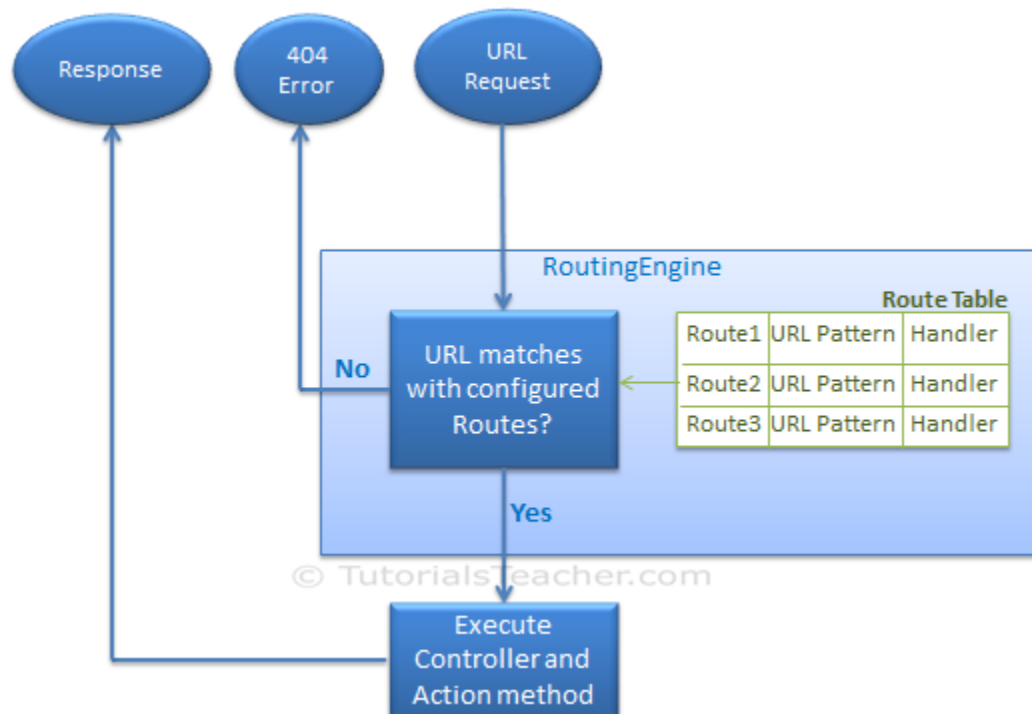 Response
404
Error
URL
Request
RoutingEngine
Route Table
Route1 URL Pattern Handler
Route2 URL Pattern Handler
Route3 URL Pattern Handler
URL matches
with configured
Routes?
No
Yes
© TutorialsTeacher.com
Execute
Controller and
Action method